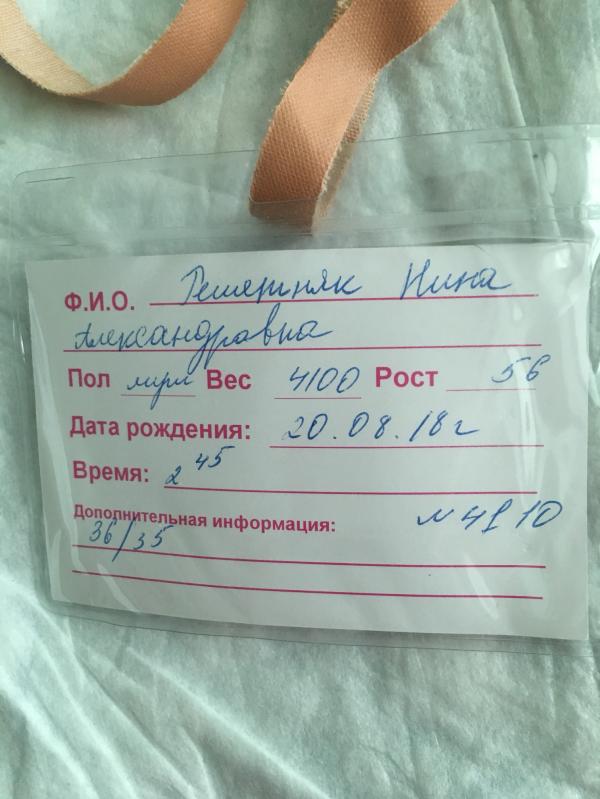 Ф.И.О. Решетняк Нина
Александровна
Пол Вес 4100 Рост 56
Дата рождения: 20.08.18г
Время: 2 45
Дополнительная информация:
36/35